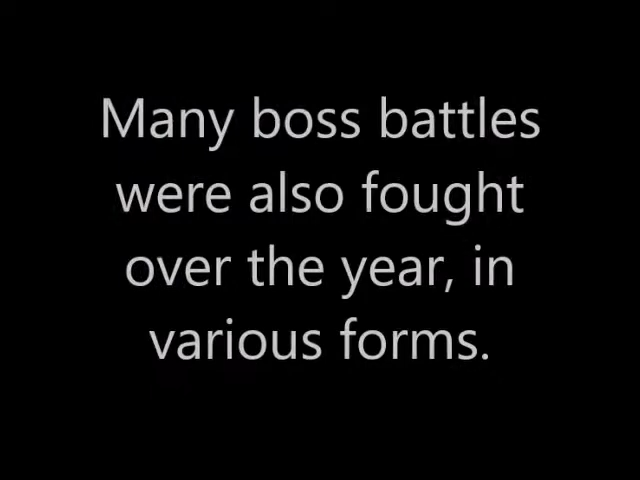 Many boss battles
were also fought
over the year, in
various forms.